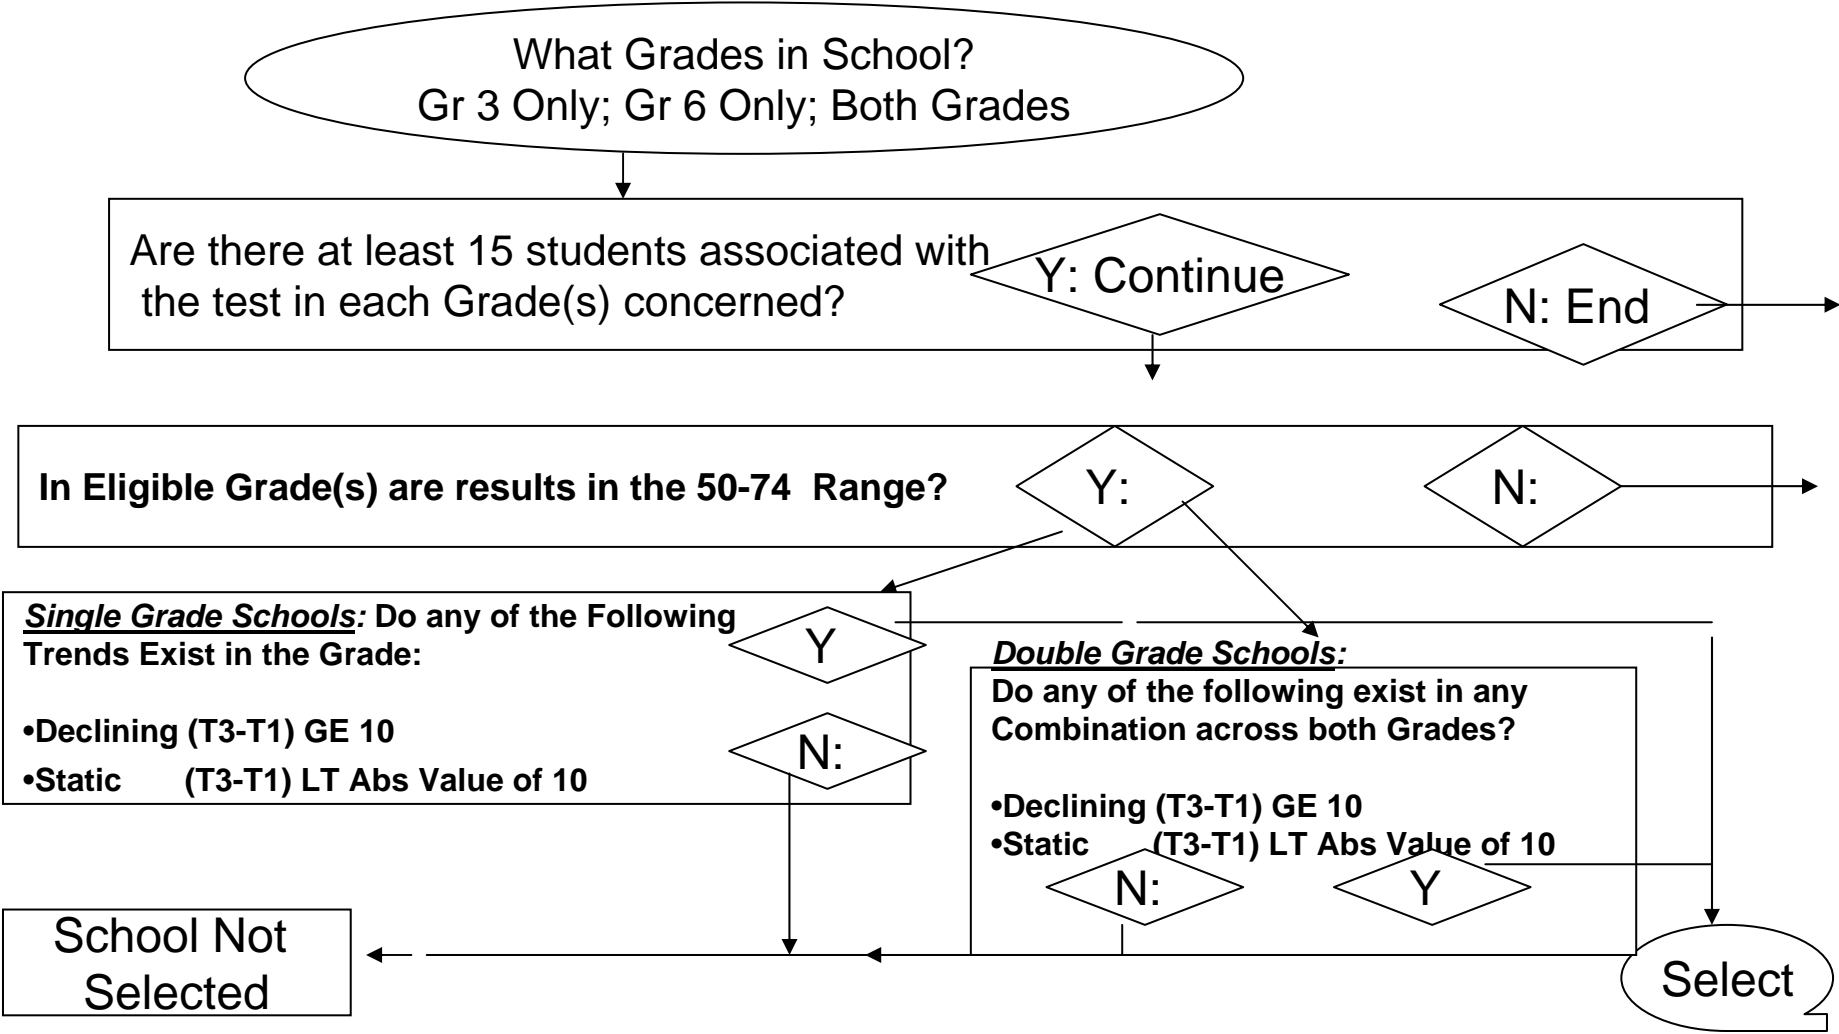 What Grades in School?
Gr 3 Only; Gr 6 Only; Both Grades
Are there at least 15 students associated with
the test in each Grade(s) concerned?
Y: Continue
N: End
In Eligible Grade(s) are results in the 50-74 Range?
Y:
N:
Single Grade Schools: Do any of the Following
Trends Exist in the Grade:
•Declining (T3-T1) GE 10
•Static (T3-T1) LT Abs Value of 10
Y
N:
Double Grade Schools:
Do any of the following exist in any
Combination across both Grades?
•Declining (T3-T1) GE 10
•Static (T3-T1) LT Abs Value of 10
N:
Y
School Not
Selected
Select